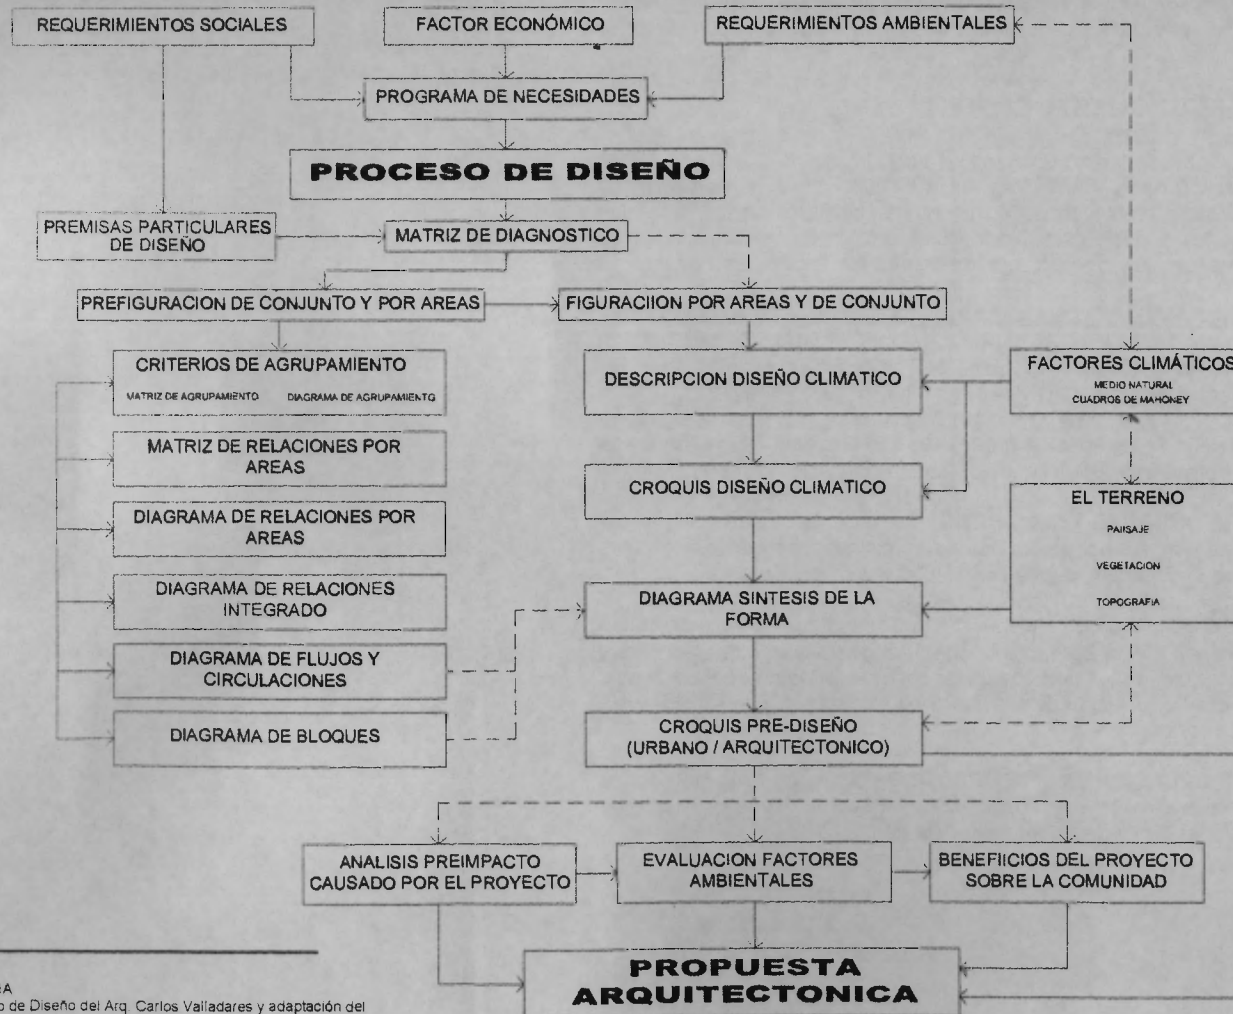 REQUERIMIENTOS SOCIALES
FACTOR ECONÓMICO
REQUERIMIENTOS AMBIENTALES
PROGRAMA DE NECESIDADES
PROCESO DE DISEÑO
PREMISAS PARTICULARES
DE DISEÑO
MATRIZ DE DIAGNOSTICO
PREFIGURACION DE CONJUNTO Y POR AREAS
FIGURACIION POR AREAS Y DE CONJUNTO
CRITERIOS DE AGRUPAMIENTO
MATRIZ DE AGRUPAMIENTO DIAGRAMA DE AGRUPAMIENTO
DESCRIPCION DISEÑO CLIMATICO
FACTORES CLIMÁTICOS
MEDIO NATURAL
CUADROS DE MAHONEY
MATRIZ DE RELACIONES POR
AREAS
CROQUIS DISEÑO CLIMATICO
EL TERRENO
PAIISAJE
VEGETACION
TOPOGRAFIA
DIAGRAMA DE RELACIONES POR
AREAS
DIAGRAMA DE RELACIONES
INTEGRADO
DIAGRAMA SINTESIS DE LA
FORMA
DIAGRAMA DE FLUJOS Y
CIRCULACIONES
DIAGRAMA DE BLOQUES
CROQUIS PRE-DISEÑO
(URBANO / ARQUITECTONICO)
ANALISIS PREIMPACTO
CAUSADO POR EL PROYECTO
EVALUACION FACTORES
AMBIENTALES
BENEFIICIOS DEL PROYECTO
SOBRE LA COMUNIDAD
PROPUESTA
ARQUITECTONICA
de Diseño del Arq. Carlos Valladares y adaptación del